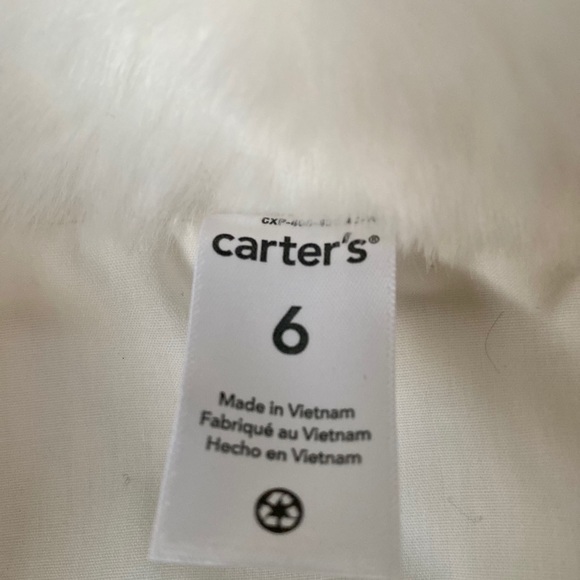 carter's®
6
Made in Vietnam
Fabriqué au Vietnam
Hecho en Vietnam